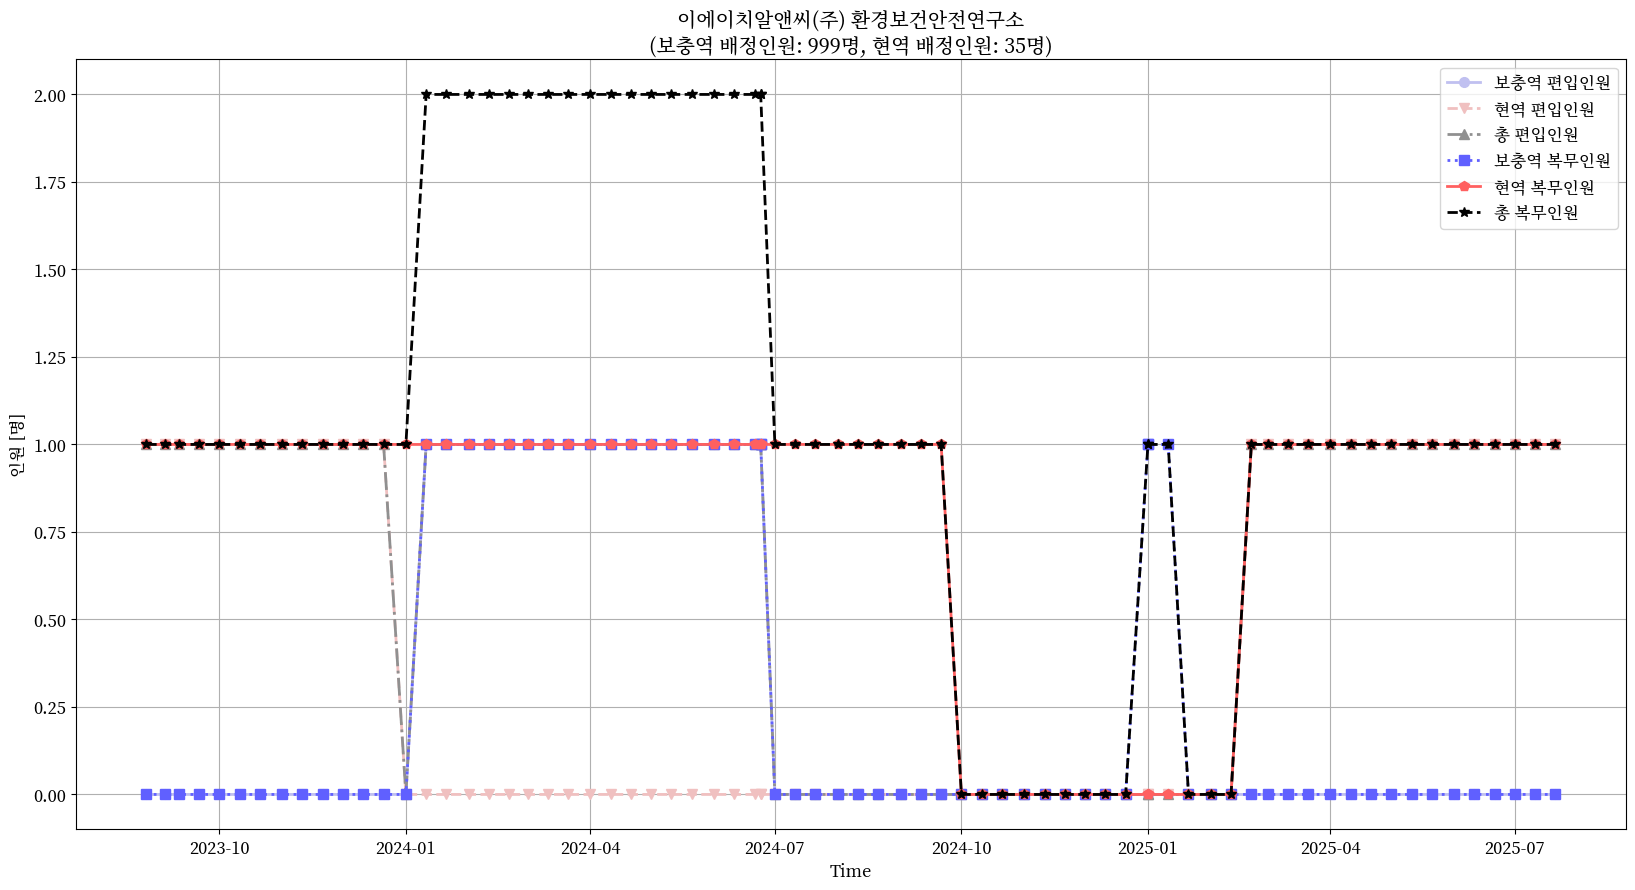 이에이치알앤씨(주) 환경보건안전연구소
(보충역 배정인원: 999명, 현역 배정인원: 35명)
보충역 편입인원
현역 편입인원
총 편입인원
보충역 복무인원
현역 복무인원
총 복무인원
인원 [명]
2.00
1.75
1.50
1.25
1.00
0.75
0.50
0.25
0.00
2023-10 2024-01 2024-04 2024-07 2024-10 2025-01 2025-04 2025-07
Time